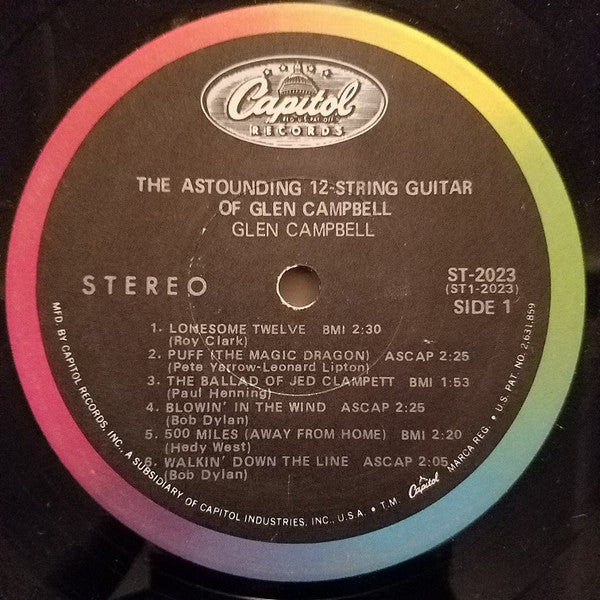 Capitol
RECORDS
THE ASTOUNDING 12-STRING GUITAR
OF GLEN CAMPBELL
GLEN CAMPBELL
STEREO
ST-2023
(ST1-2023)
SIDE 1
1. LONESOME TWELVE BMI 2:30
(Roy Clark)
2. PUFF (THE MAGIC DRAGON) ASCAP 2:25
(Pete Yarrow-Leonard Lipton)
3. THE BALLAD OF JED CLAMPETT BMI 1:53
(Paul Henning)
4. BLOWIN' IN THE WIND ASCAP 2:25
(Bob Dylan)
5. 500 MILES (AWAY FROM HOME) BMI 2:20
(Hedy West)
6. WALKIN' DOWN THE LINE ASCAP 2:05
(Bob Dylan)
MFD. BY CAPITOL RECORDS, INC., A SUBSIDIARY OF CAPITOL INDUSTRIES, INC., U.S.A. • T.M. Capitol MARCA REG. • U.S. PAT. NO. 2,631,859